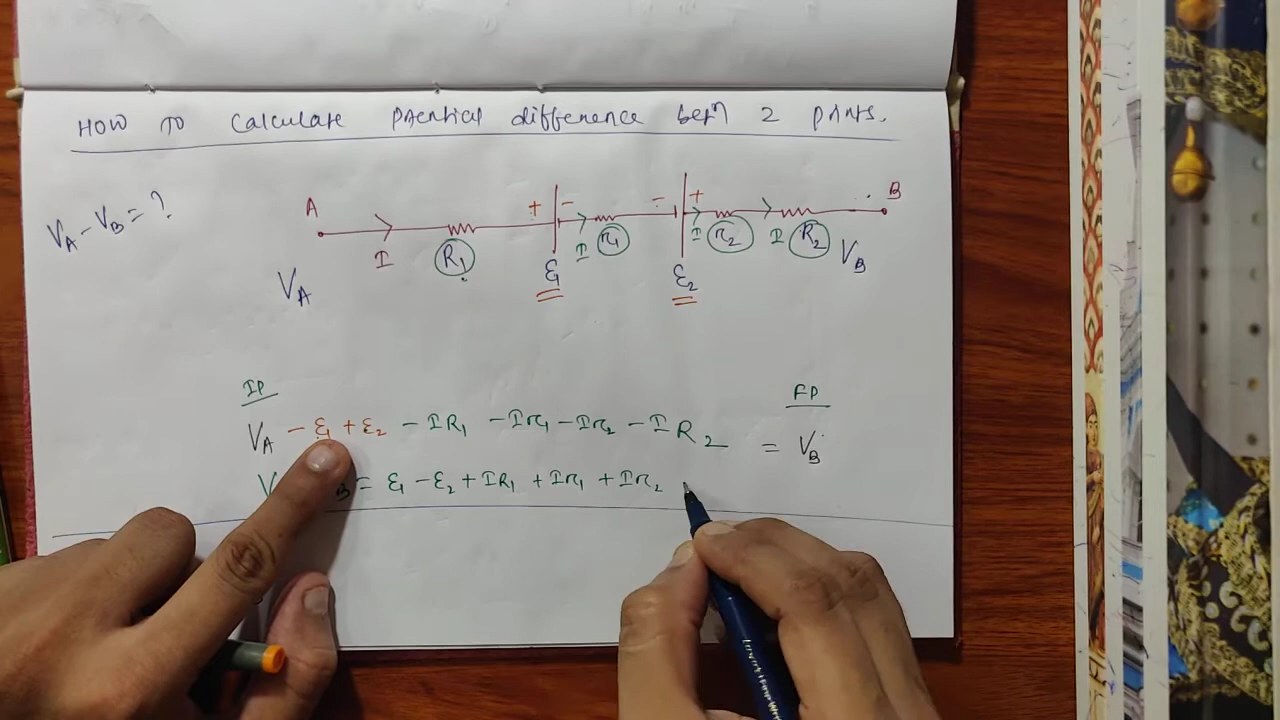 HOW TO Calculate potential difference betn 2 points.
VA - VB = ?
A I R1 + - ε1 I r1 - + ε2 I r2 I R2 B
VA VB
IP FP
VA - ε1 + ε2 - IR1 - Ir1 - Ir2 - IR2 = VB
V B = ε1 - ε2 + IR1 + Ir1 + Ir2